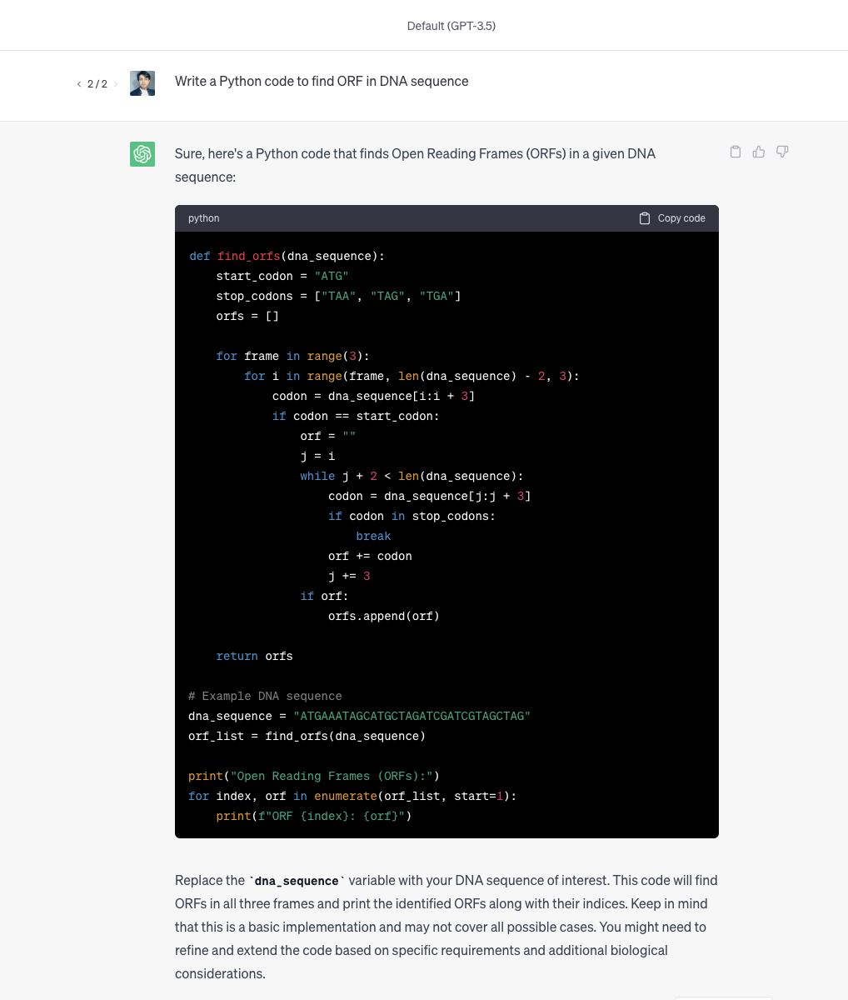 Default (GPT-3.5)
< 2 / 2 >
Write a Python code to find ORF in DNA sequence
Sure, here's a Python code that finds Open Reading Frames (ORFs) in a given DNA
sequence:
python
Copy code
def find_orfs(dna_sequence):
    start_codon = "ATG"
    stop_codons = ["TAA", "TAG", "TGA"]
    orfs = []

    for frame in range(3):
        for i in range(frame, len(dna_sequence) - 2, 3):
            codon = dna_sequence[i:i + 3]
            if codon == start_codon:
                orf = ""
                j = i
                while j + 2 < len(dna_sequence):
                    codon = dna_sequence[j:j + 3]
                    if codon in stop_codons:
                        break
                    orf += codon
                    j += 3
                if orf:
                    orfs.append(orf)

    return orfs

# Example DNA sequence
dna_sequence = "ATGAAATAGCATGCTAGATCGATCGTAGCTAG"
orf_list = find_orfs(dna_sequence)

print("Open Reading Frames (ORFs):")
for index, orf in enumerate(orf_list, start=1):
    print(f"ORF {index}: {orf}")
Replace the `dna_sequence` variable with your DNA sequence of interest. This code will find
ORFs in all three frames and print the identified ORFs along with their indices. Keep in mind
that this is a basic implementation and may not cover all possible cases. You might need to
refine and extend the code based on specific requirements and additional biological
considerations.